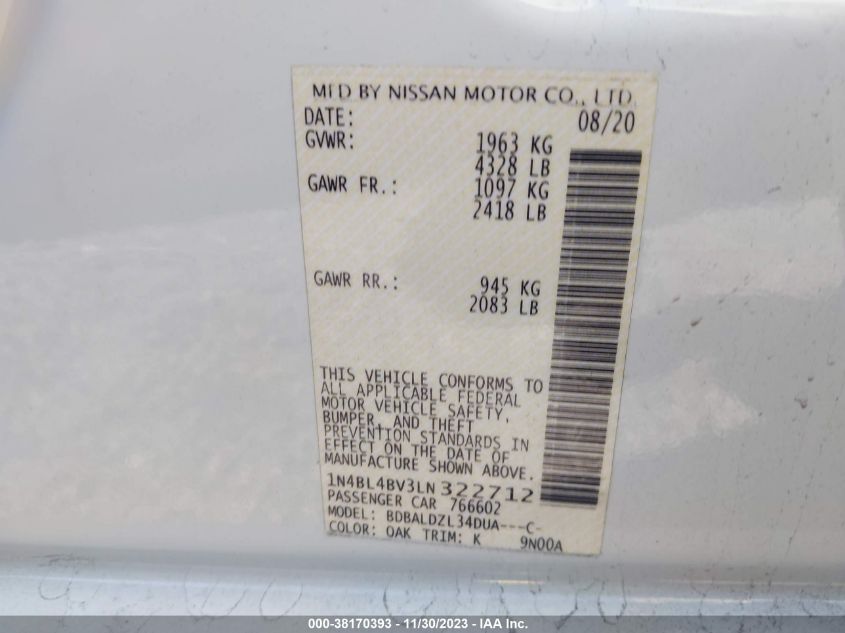 MFD BY NISSAN MOTOR CO., LTD.
DATE: 08/20
GVWR: 1963 KG
4328 LB
GAWR FR.: 1097 KG
2418 LB
GAWR RR.: 945 KG
2083 LB
THIS VEHICLE CONFORMS TO
ALL APPLICABLE FEDERAL
MOTOR VEHICLE SAFETY,
BUMPER, AND THEFT
PREVENTION STANDARDS IN
EFFECT ON THE DATE OF
MANUFACTURE SHOWN ABOVE.
1N4BL4BV3LN322712
PASSENGER CAR 766602
MODEL: BDBALDZL34DUA---C-
COLOR: QAK TRIM: K 9N00A
000-38170393 - 11/30/2023 - IAA Inc.